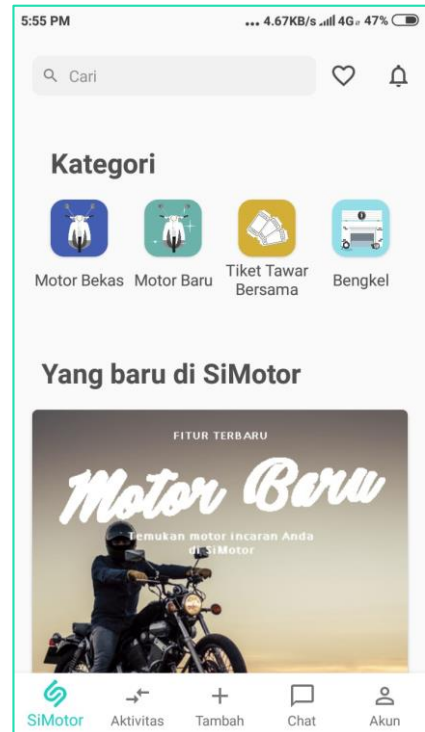 5:55 PM ... 4.67KB/s 4G 47%
Cari
Kategori
Motor Bekas
Motor Baru
Tiket Tawar
Bersama
Bengkel
Yang baru di SiMotor
FITUR TERBARU
Motor Baru
Temukan motor incaran Anda
di SiMotor
SiMotor
Aktivitas
Tambah
Chat
Akun